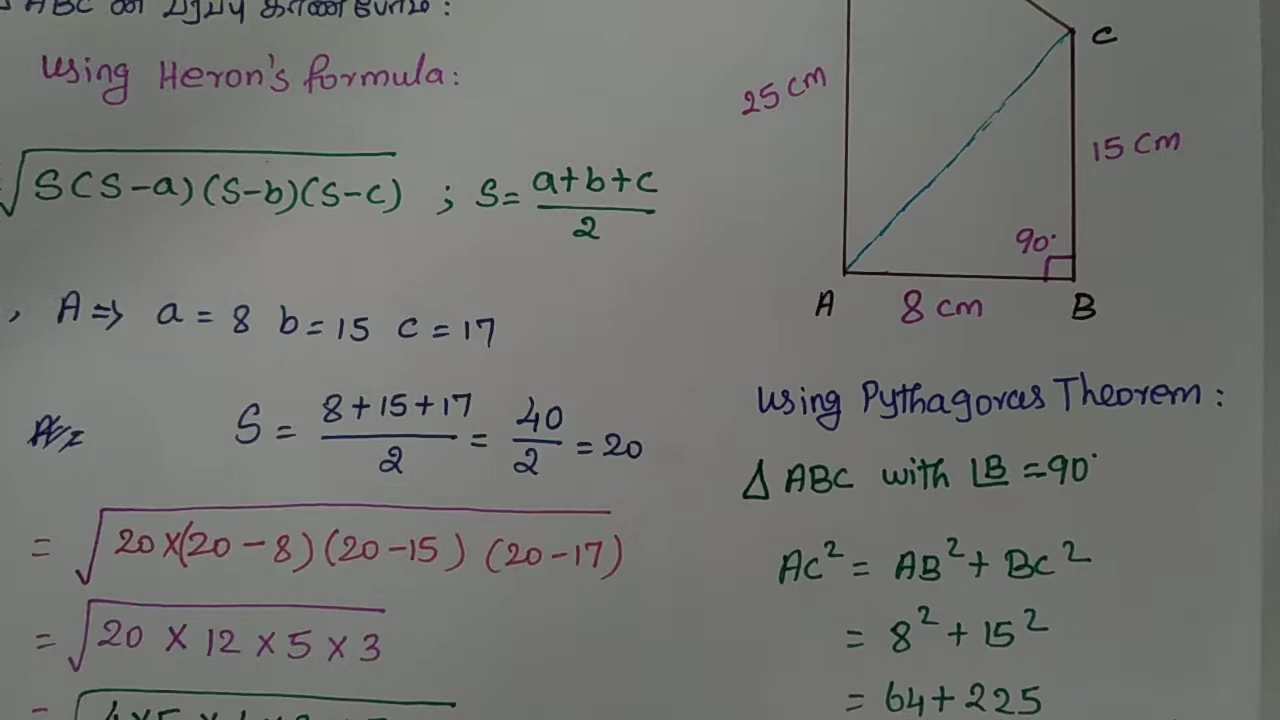 ABC ன் பரப்பு காண்போம் :
Using Heron's formula:
√S(S-a)(S-b)(S-c) ; S = a+b+c / 2
, A ⇒ a = 8 b = 15 c = 17
S = 8+15+17 / 2 = 40 / 2 = 20
= √20×(20-8)(20-15)(20-17)
= √20 × 12 × 5 × 3
25 cm
C
15 cm
90°
A 8 cm B
Using Pythagoras Theorem :
Δ ABC with ∠B = 90°
AC² = AB² + BC²
= 8² + 15²
= 64 + 225